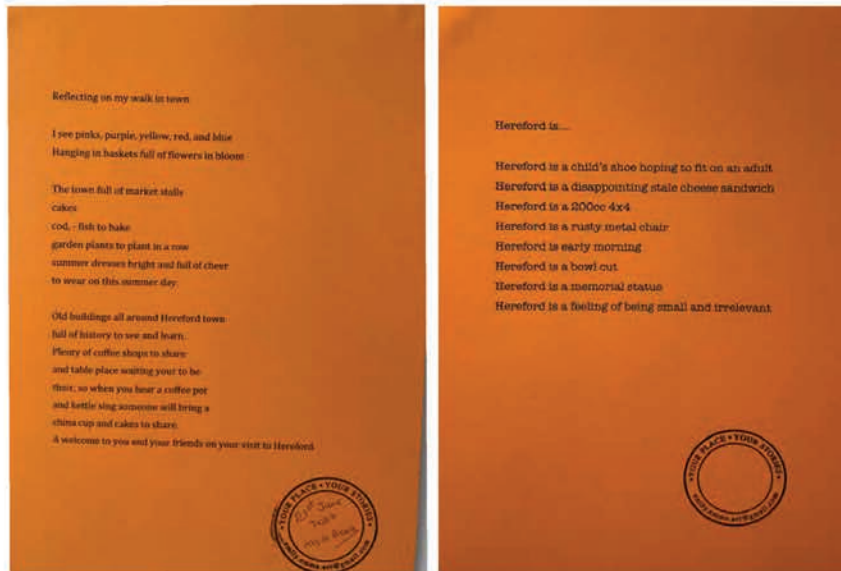 Reflecting on my walk in town
I see pinks, purple, yellow, red, and blue
Hanging in baskets full of flowers in bloom
The town full of market stalls
cakes
cod, - fish to bake
garden plants to plant in a row
summer dresses bright and full of cheer
to wear on this summer day.
Old buildings all around Hereford town
full of history to see and learn.
Plenty of coffee shops to share
and table place waiting your to be
their, so when you hear a coffee pot
and kettle sing someone will bring a
china cup and cakes to share.
A welcome to you and your friends on your visit to Hereford
• YOUR PLACE • YOUR STORIES •
June
Hereford is....
Hereford is a child's shoe hoping to fit on an adult
Hereford is a disappointing stale cheese sandwich
Hereford is a 200cc 4x4
Hereford is a rusty metal chair
Hereford is early morning
Hereford is a bowl cut
Hereford is a memorial statue
Hereford is a feeling of being small and irrelevant
• YOUR PLACE • YOUR STORIES •